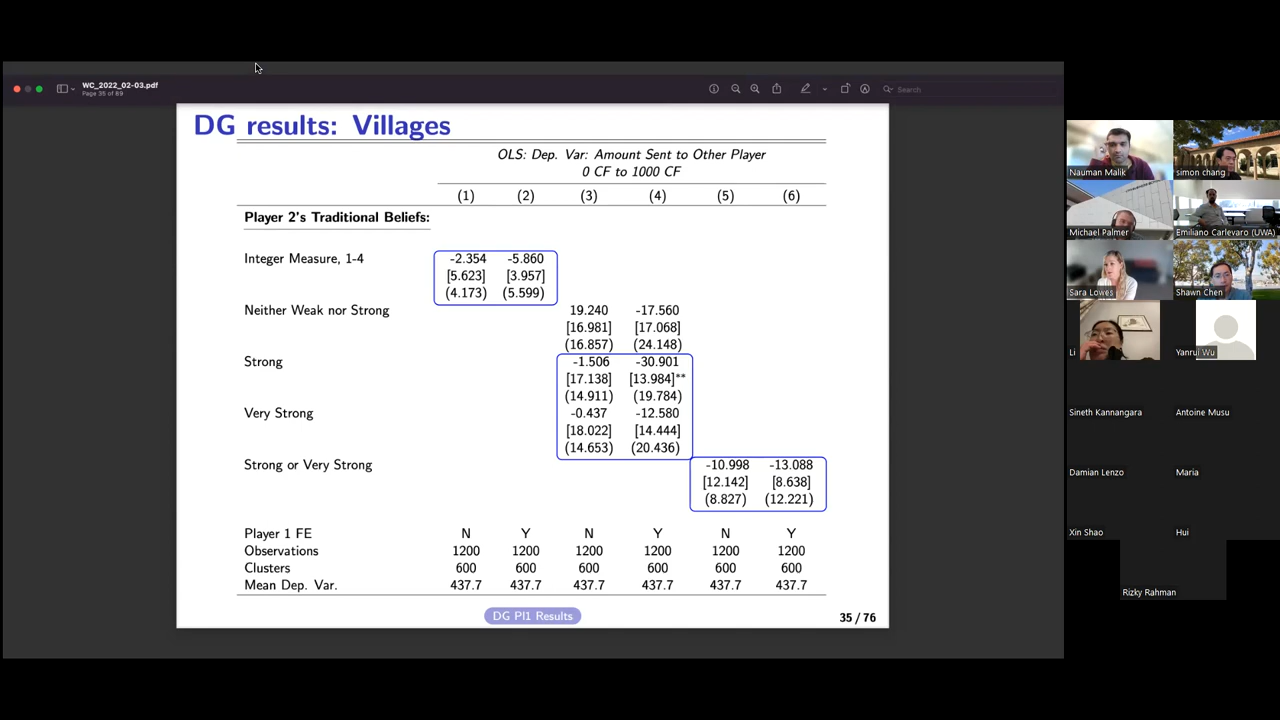 WC_2022_02-03.pdf
Page 35 of 89
Search
DG results: Villages
OLS: Dep. Var: Amount Sent to Other Player
0 CF to 1000 CF
(1) (2) (3) (4) (5) (6)
Player 2's Traditional Beliefs:
Integer Measure, 1-4 -2.354 -5.860
[5.623] [3.957]
(4.173) (5.599)
Neither Weak nor Strong 19.240 -17.560
[16.981] [17.068]
(16.857) (24.148)
Strong -1.506 -30.901
[17.138] [13.984]**
(14.911) (19.784)
Very Strong -0.437 -12.580
[18.022] [14.444]
(14.653) (20.436)
Strong or Very Strong -10.998 -13.088
[12.142] [8.638]
(8.827) (12.221)
Player 1 FE N Y N Y N Y
Observations 1200 1200 1200 1200 1200 1200
Clusters 600 600 600 600 600 600
Mean Dep. Var. 437.7 437.7 437.7 437.7 437.7 437.7
DG Pl1 Results
35 / 76
Nauman Malik
simon chang
Michael Palmer
Emiliano Carlevaro (UWA)
Sara Lowes
Shawn Chen
Li
Yanrui Wu
Sineth Kannangara
Antoine Musu
Damian Lenzo
Maria
Xin Shao
Hui
Rizky Rahman